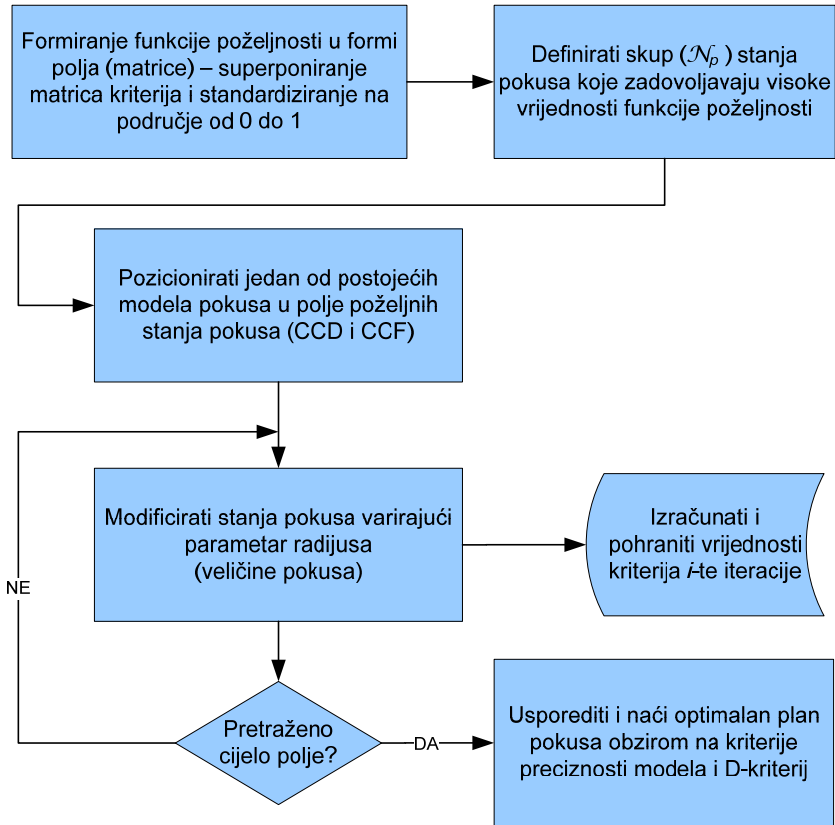 Formiranje funkcije poželjnosti u formi
polja (matrice) – superponiranje
matrica kriterija i standardiziranje na
područje od 0 do 1
Definirati skup (𝒩p ) stanja
pokusa koje zadovoljavaju visoke
vrijednosti funkcije poželjnosti
Pozicionirati jedan od postojećih
modela pokusa u polje poželjnih
stanja pokusa (CCD i CCF)
Modificirati stanja pokusa varirajući
parametar radijusa
(veličine pokusa)
Izračunati i
pohraniti vrijednosti
kriterija i-te iteracije
NE
Pretraženo
cijelo polje?
DA
Usporediti i naći optimalan plan
pokusa obzirom na kriterije
preciznosti modela i D-kriterij